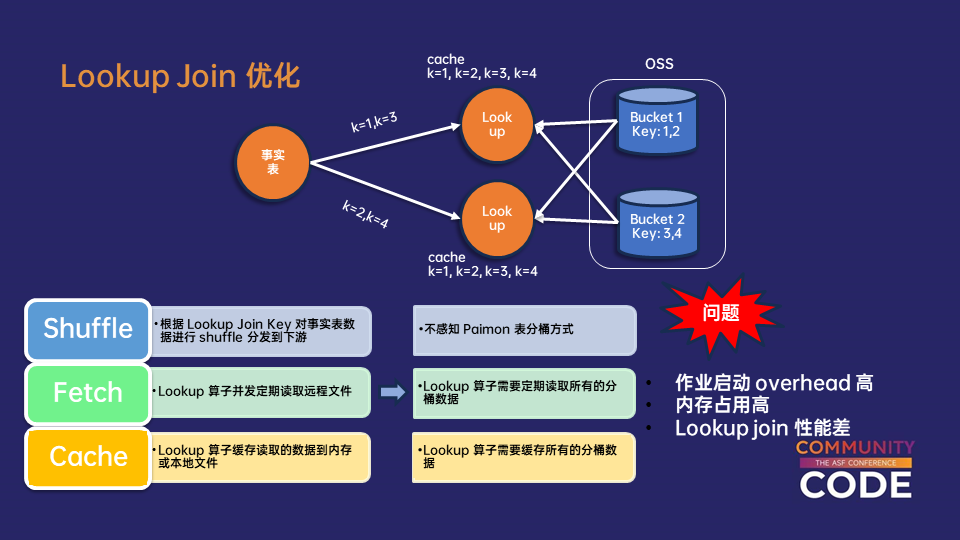 Lookup Join 优化
cache
k=1, k=2, k=3, k=4
OSS
事实
表
k=1,k=3
k=2,k=4
Look
up
Look
up
cache
k=1, k=2, k=3, k=4
Bucket 1
Key: 1,2
Bucket 2
Key: 3,4
Shuffle
•根据 Lookup Join Key 对事实表数
据进行 shuffle 分发到下游
•不感知 Paimon 表分桶方式
Fetch
•Lookup 算子并发定期读取远程文件
•Lookup 算子需要定期读取所有的分
桶数据
Cache
•Lookup 算子缓存读取的数据到内存
或本地文件
•Lookup 算子需要缓存所有的分桶数
据
问题
• 作业启动 overhead 高
• 内存占用高
• Lookup join 性能差
COMMUNITY
THE ASF CONFERENCE
CODE